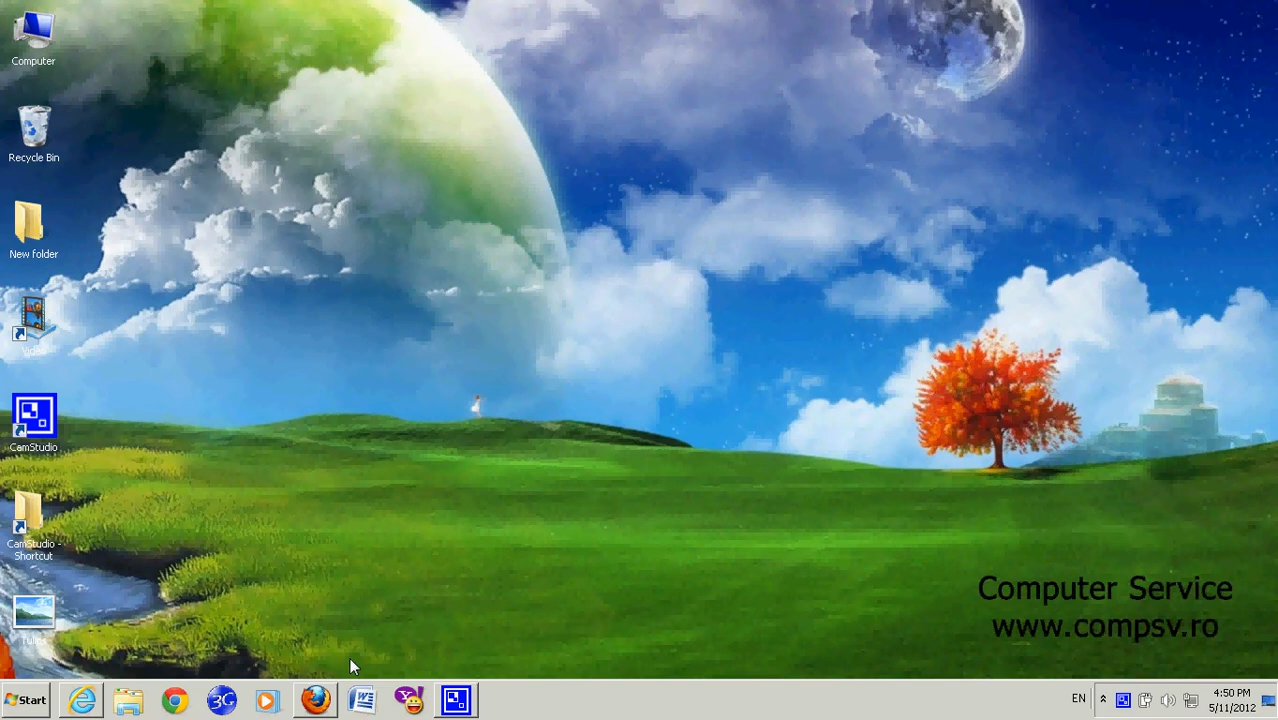 Computer
Recycle Bin
New folder
CamStudio
CamStudio -
Shortcut
Computer Service
www.compsv.ro
Start
3G
EN
4:50 PM
5/11/2012